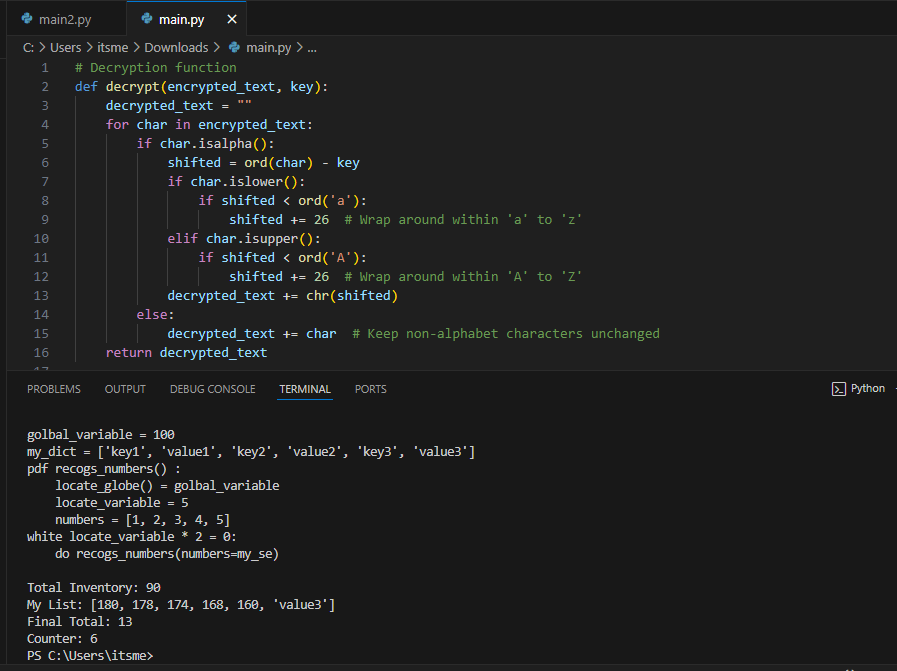 main2.py
main.py
C: > Users > itsme > Downloads > main.py > ...
1 # Decryption function
2 def decrypt(encrypted_text, key):
3     decrypted_text = ""
4     for char in encrypted_text:
5         if char.isalpha():
6             shifted = ord(char) - key
7             if char.islower():
8                 if shifted < ord('a'):
9                     shifted += 26  # Wrap around within 'a' to 'z'
10             elif char.isupper():
11                 if shifted < ord('A'):
12                     shifted += 26  # Wrap around within 'A' to 'Z'
13             decrypted_text += chr(shifted)
14         else:
15             decrypted_text += char  # Keep non-alphabet characters unchanged
16     return decrypted_text
17
PROBLEMS OUTPUT DEBUG CONSOLE TERMINAL PORTS Python
golbal_variable = 100
my_dict = ['key1', 'value1', 'key2', 'value2', 'key3', 'value3']
pdf recogs_numbers() :
    locate_globe() = golbal_variable
    locate_variable = 5
    numbers = [1, 2, 3, 4, 5]
white locate_variable * 2 = 0:
    do recogs_numbers(numbers=my_se)
Total Inventory: 90
My List: [180, 178, 174, 168, 160, 'value3']
Final Total: 13
Counter: 6
PS C:\Users\itsme>